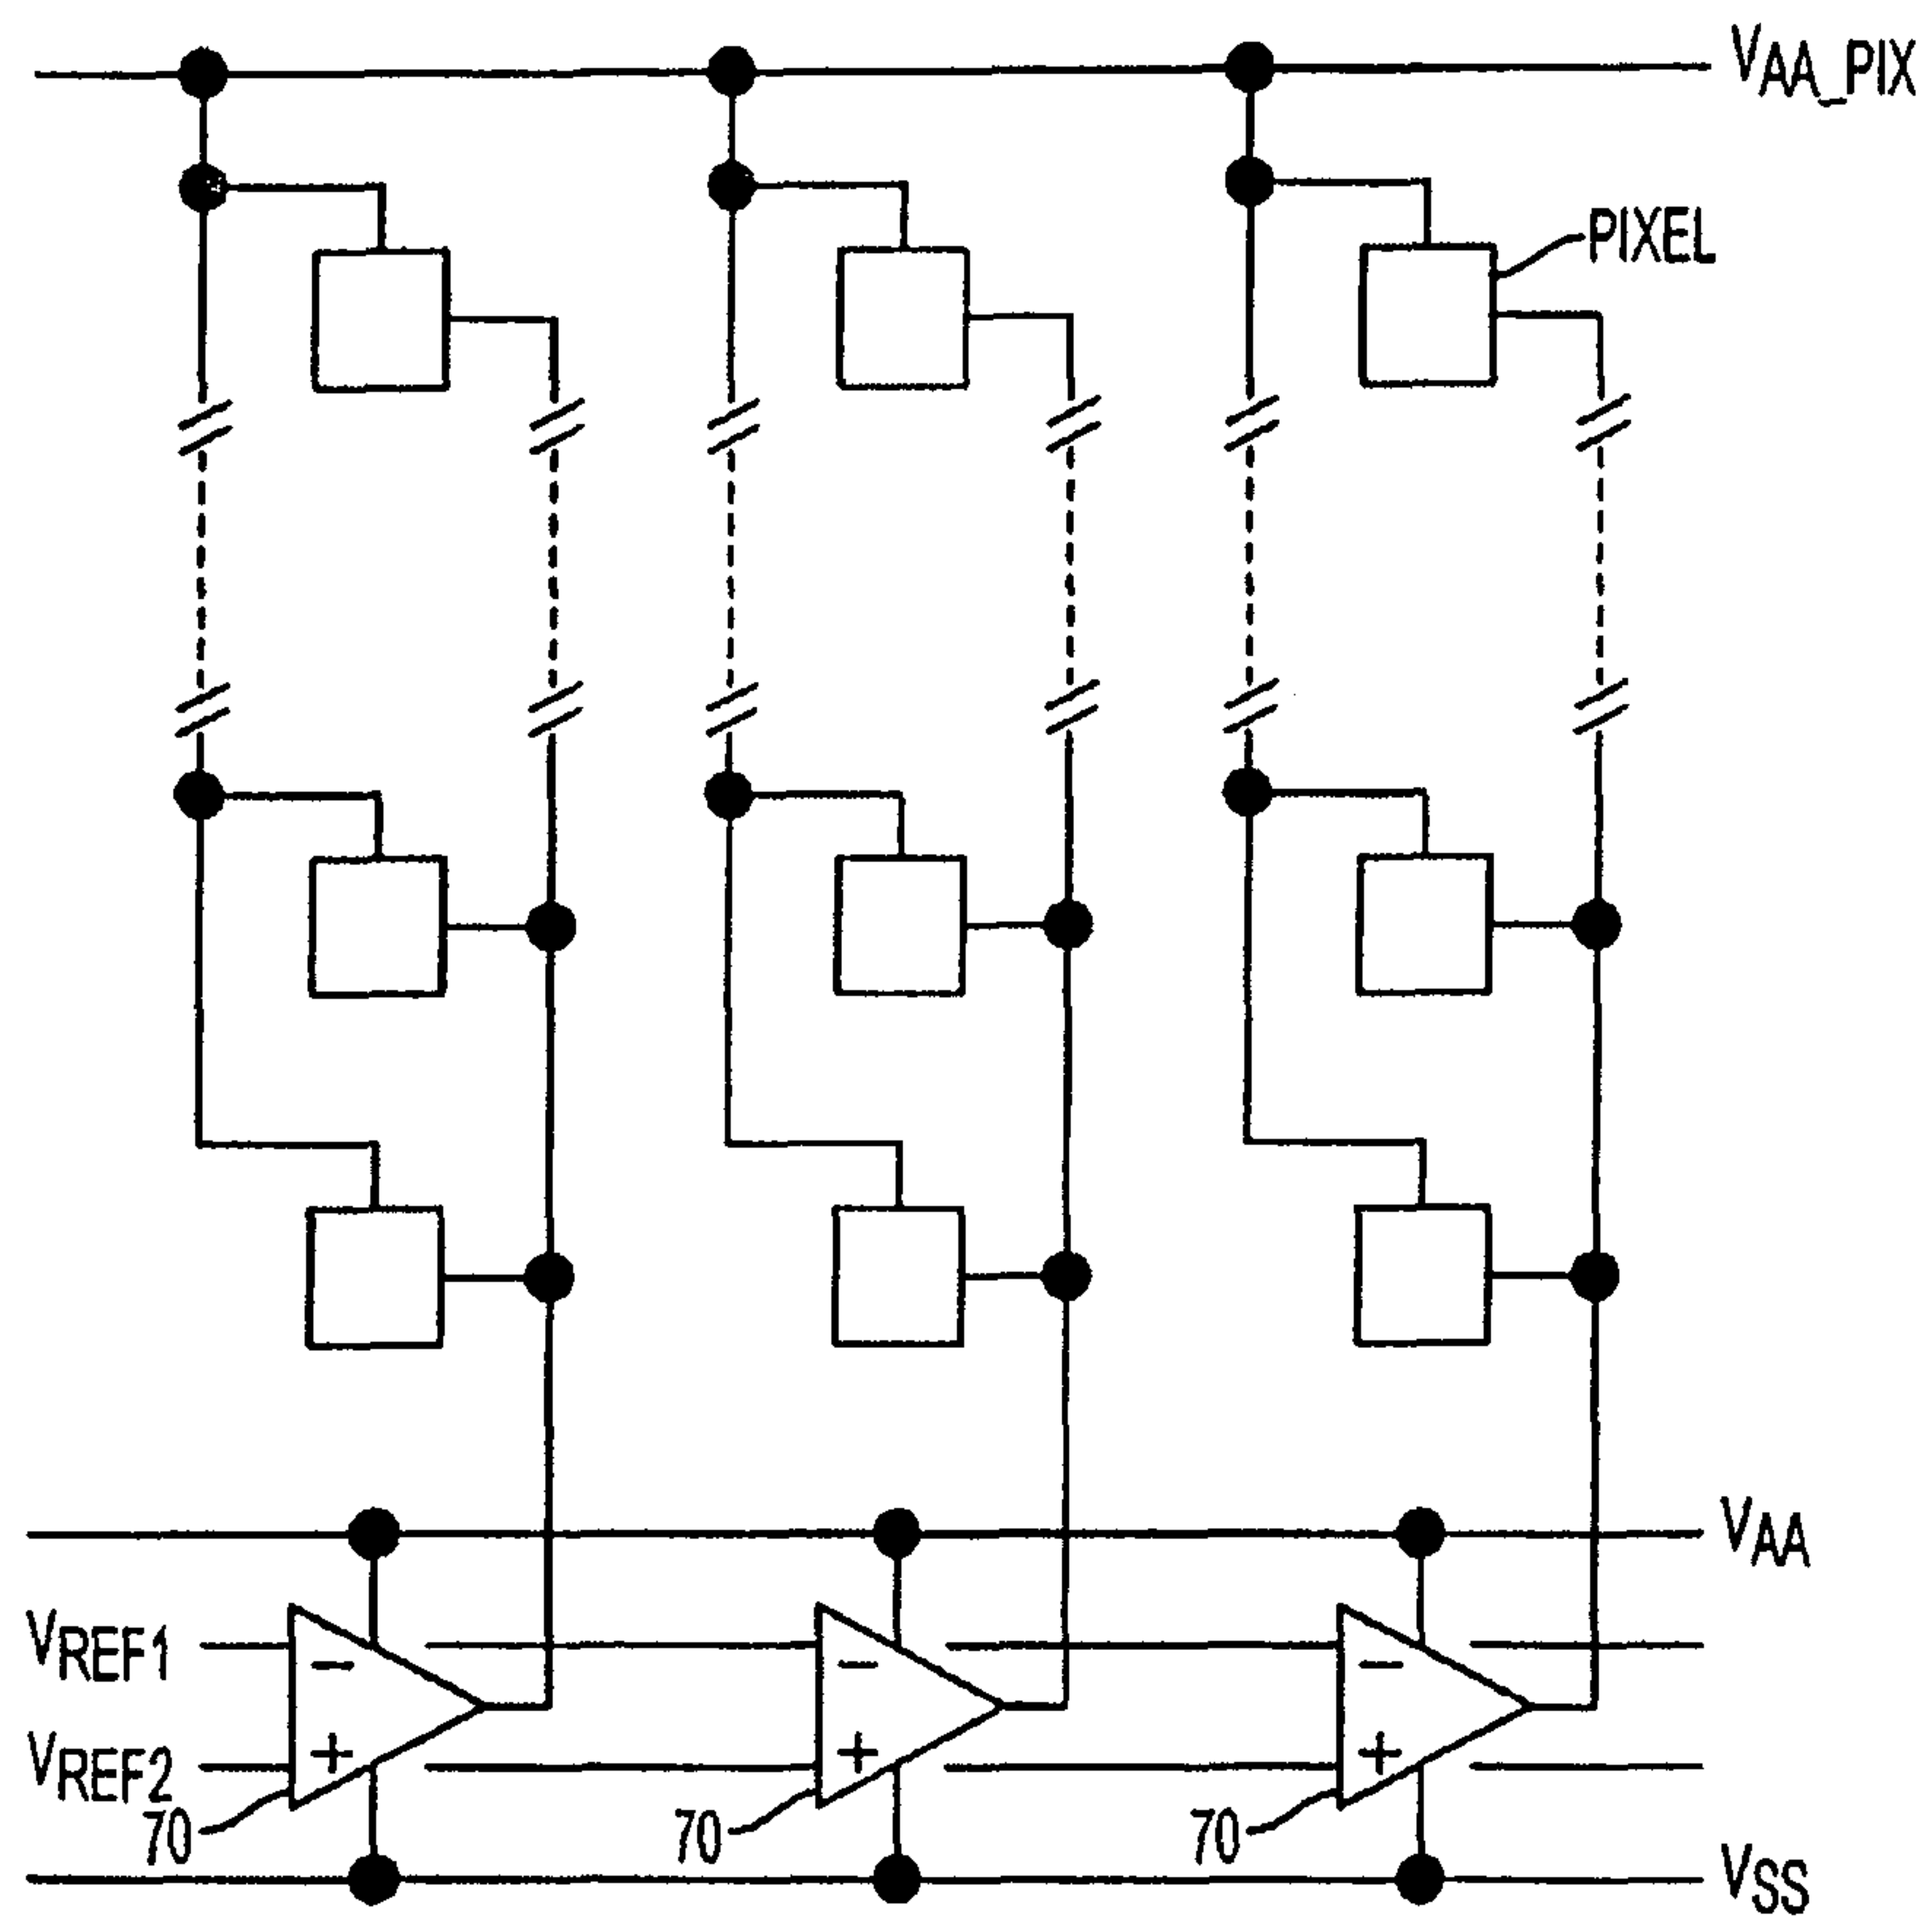 VAA_PIX
PIXEL
VAA
VREF1
− − −
VREF2
+ + +
70 70 70
VSS